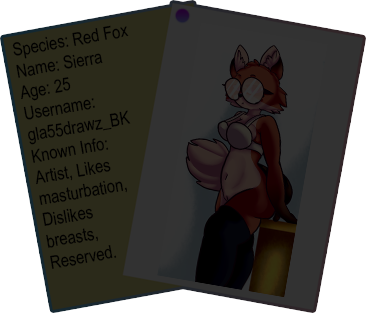 Species: Red Fox
Name: Sierra
Age: 25
Username:
gla55drawz_BK
Known Info:
Artist, Likes
masturbation,
Dislikes
breasts,
Reserved.